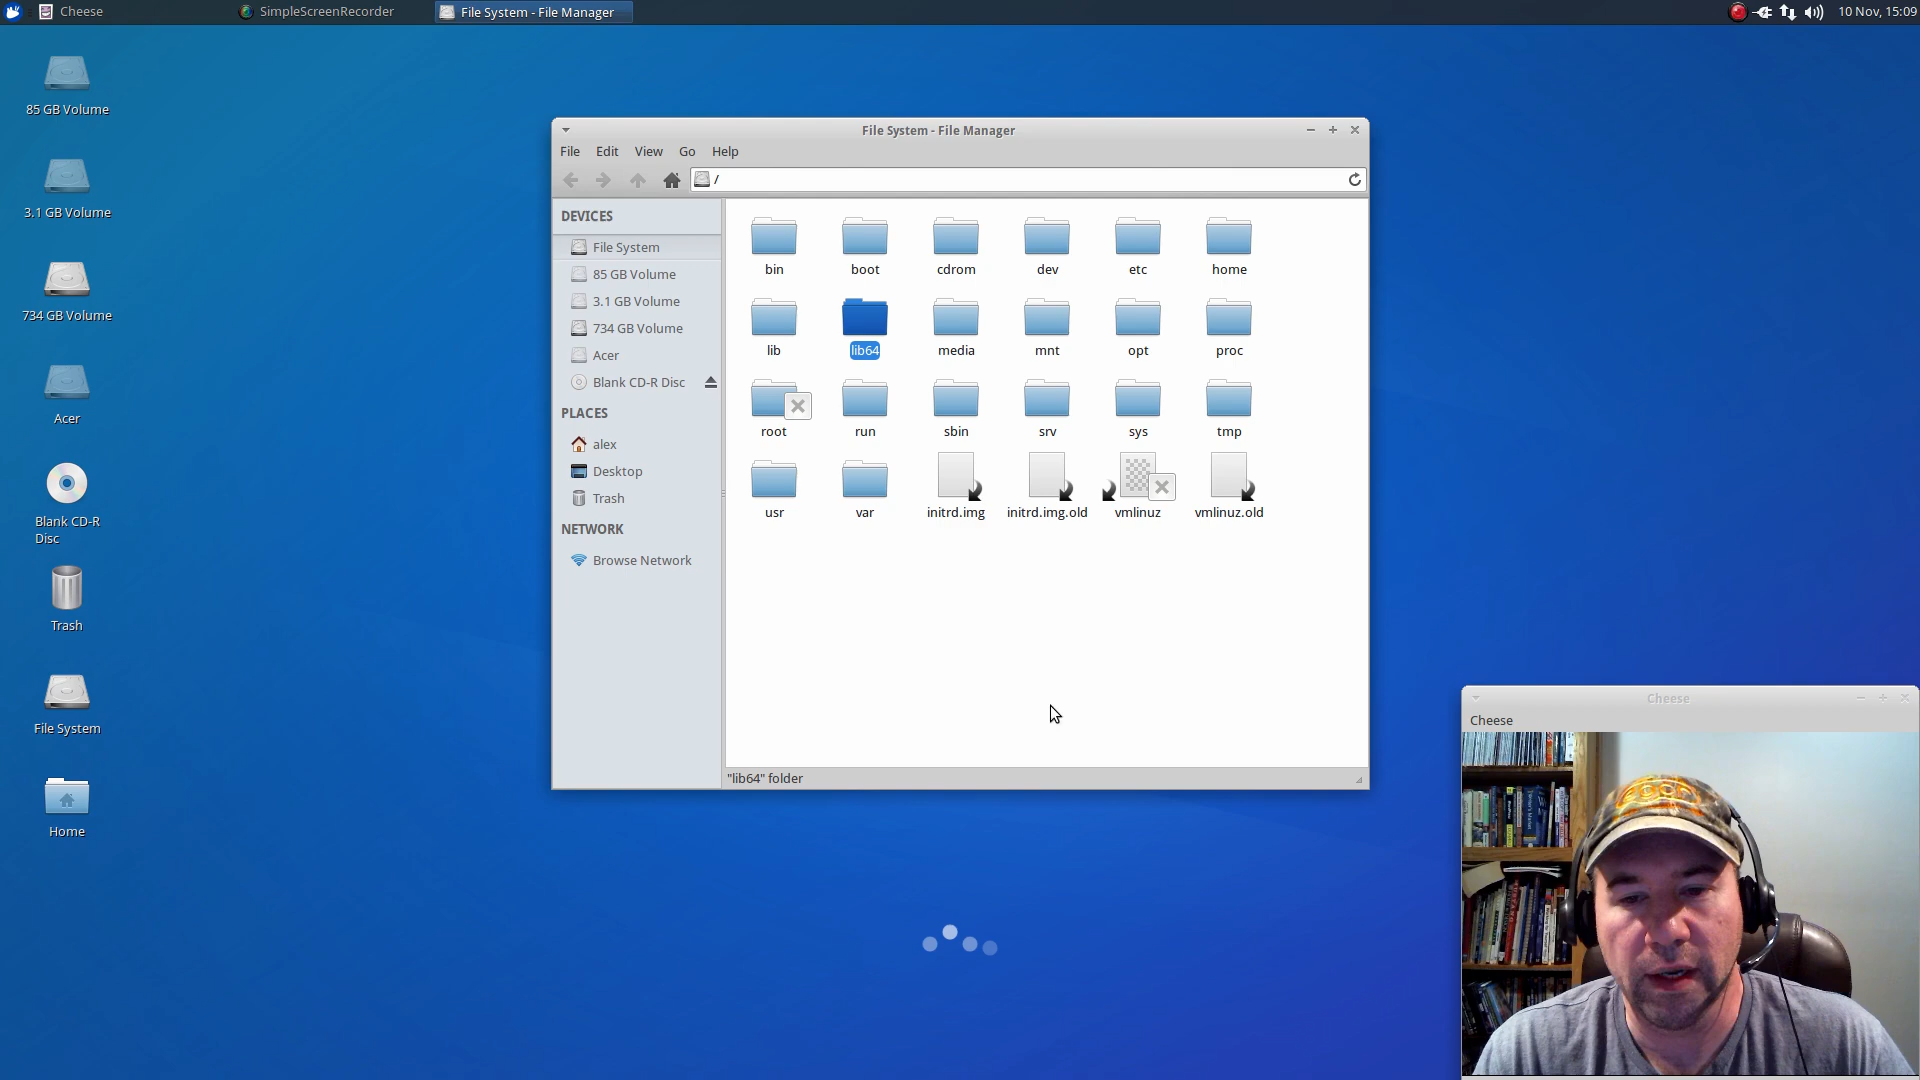 Cheese
SimpleScreenRecorder
File System - File Manager
10 Nov, 15:09
85 GB Volume
3.1 GB Volume
734 GB Volume
Acer
Blank CD-R
Disc
Trash
File System
Home
File System - File Manager
File Edit View Go Help
/
DEVICES
File System
85 GB Volume
3.1 GB Volume
734 GB Volume
Acer
Blank CD-R Disc
PLACES
alex
Desktop
Trash
NETWORK
Browse Network
bin boot cdrom dev etc home
lib lib64 media mnt opt proc
root run sbin srv sys tmp
usr var initrd.img initrd.img.old vmlinuz vmlinuz.old
"lib64" folder
Cheese
Cheese